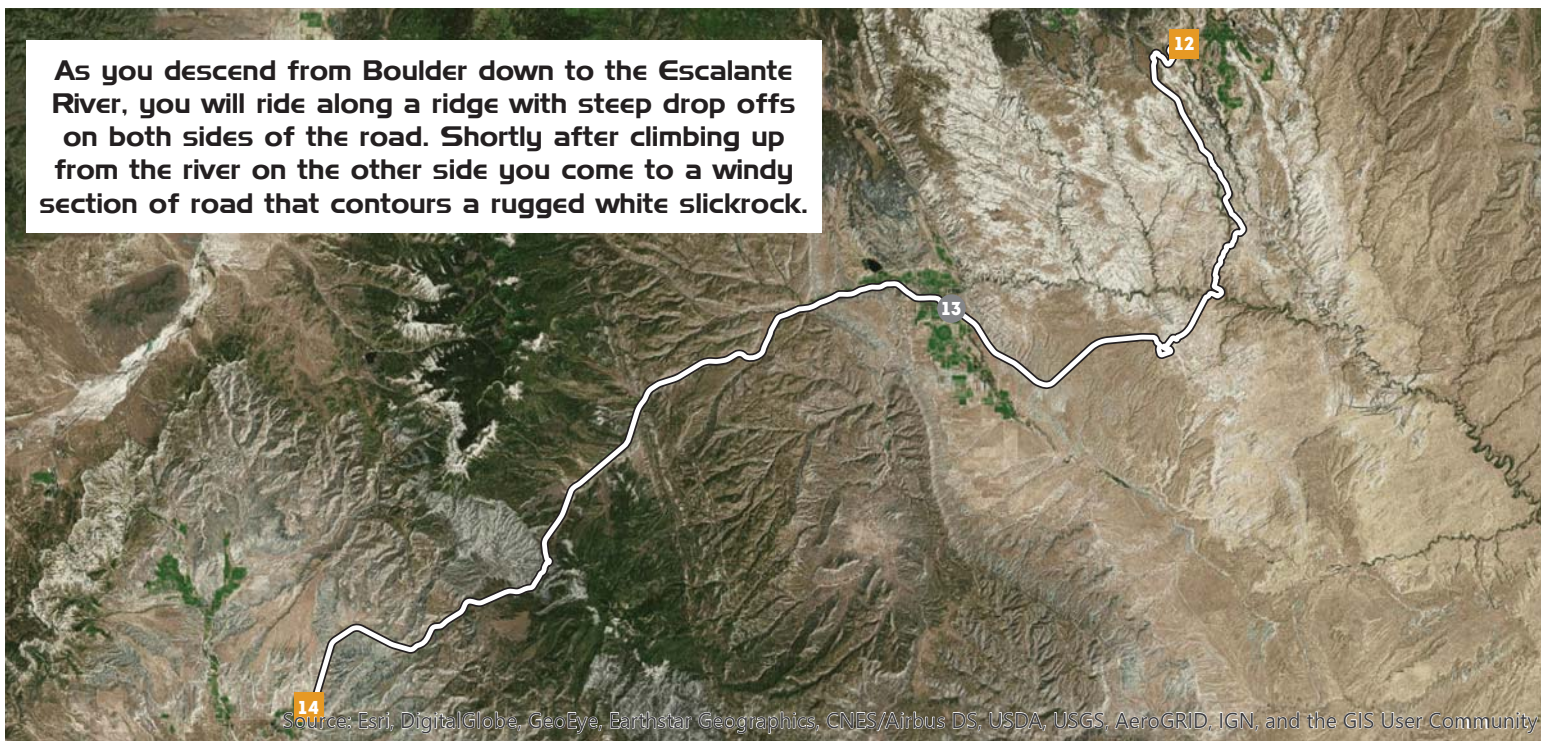 As you descend from Boulder down to the Escalante
River, you will ride along a ridge with steep drop offs
on both sides of the road. Shortly after climbing up
from the river on the other side you come to a windy
section of road that contours a rugged white slickrock.
12
13
14
Source: Esri, DigitalGlobe, GeoEye, Earthstar Geographics, CNES/Airbus DS, USDA, USGS, AeroGRID, IGN, and the GIS User Community